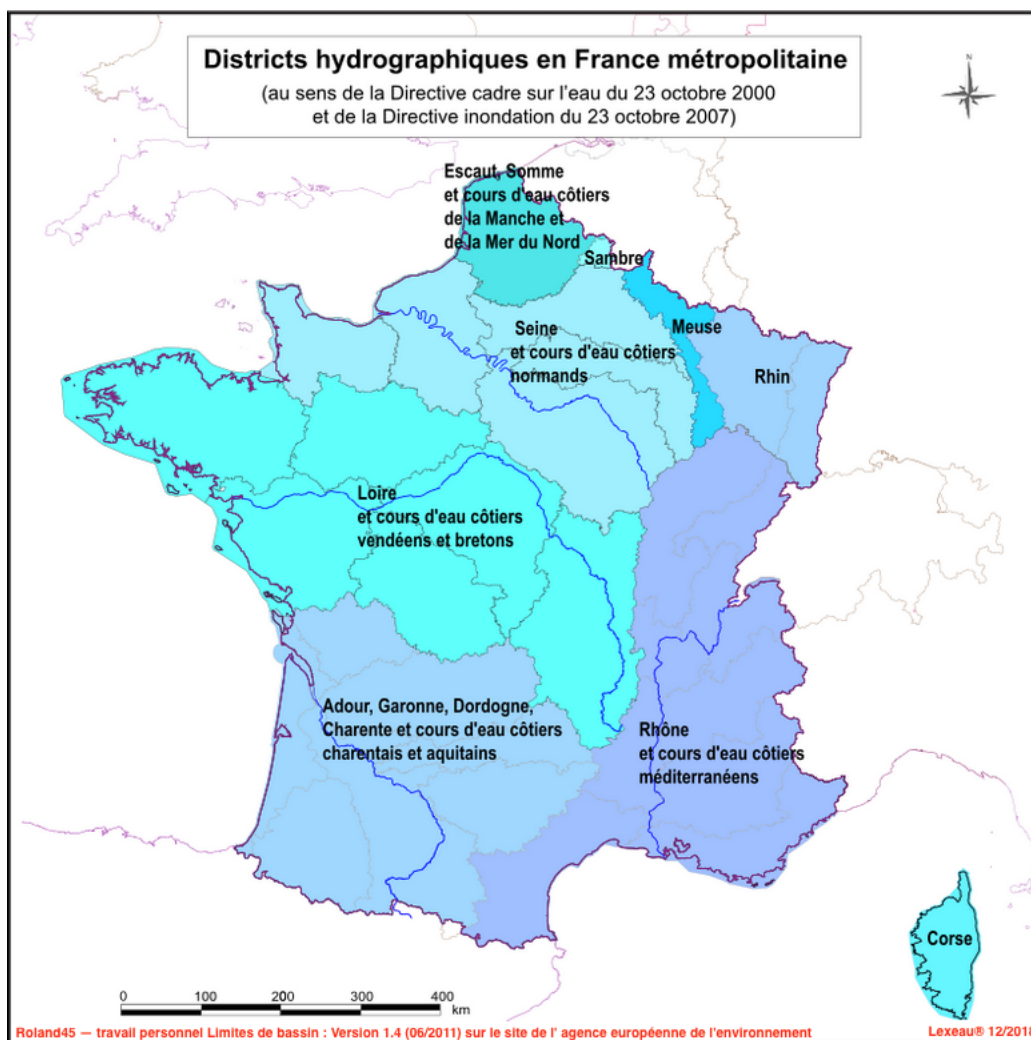 Districts hydrographiques en France métropolitaine
(au sens de la Directive cadre sur l'eau du 23 octobre 2000
et de la Directive inondation du 23 octobre 2007)
N
Escaut, Somme
et cours d'eau côtiers
de la Manche et
de la Mer du Nord
Sambre
Meuse
Seine
et cours d'eau côtiers
normands
Rhin
Loire
et cours d'eau côtiers
vendéens et bretons
Adour, Garonne, Dordogne,
Charente et cours d'eau côtiers
charentais et aquitains
Rhône
et cours d'eau côtiers
méditerranéens
Corse
0 100 200 300 400
km
Roland45 — travail personnel Limites de bassin : Version 1.4 (06/2011) sur le site de l' agence européenne de l'environnement
Lexeau® 12/2018